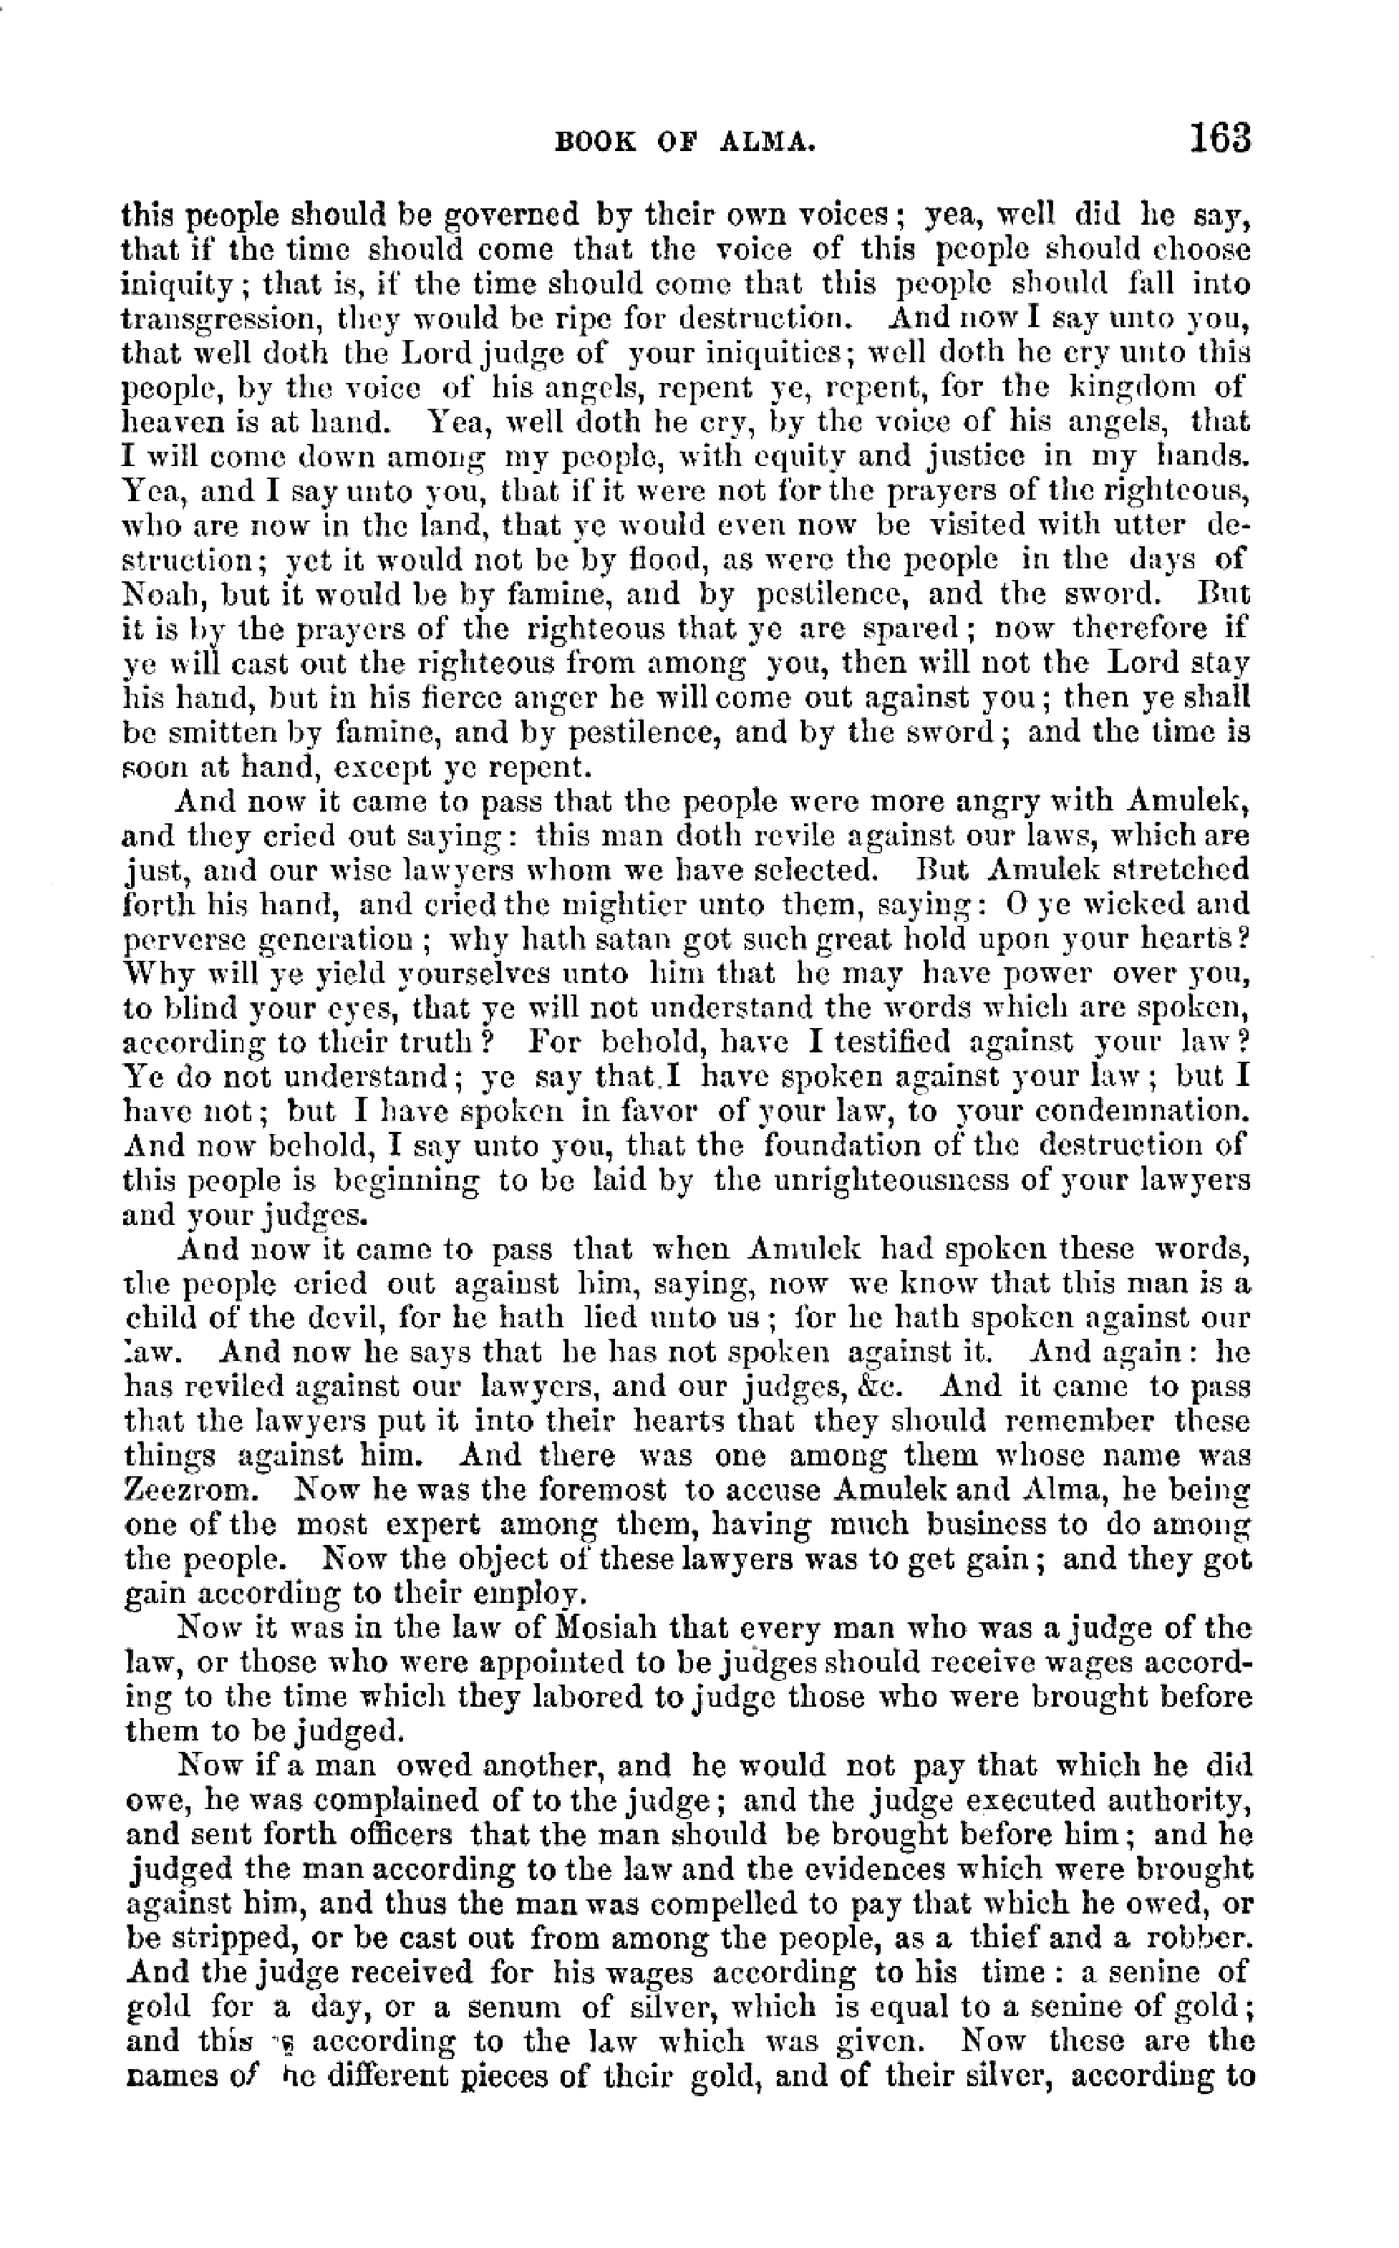 BOOK OF ALMA. 163
this people should be governed by their own voices; yea, well did he say,
that if the time should come that the voice of this people should choose
iniquity; that is, if the time should come that this people should fall into
transgression, they would be ripe for destruction. And now I say unto you,
that well doth the Lord judge of your iniquities; well doth he cry unto this
people, by the voice of his angels, repent ye, repent, for the kingdom of
heaven is at hand. Yea, well doth he cry, by the voice of his angels, that
I will come down among my people, with equity and justice in my hands.
Yea, and I say unto you, that if it were not for the prayers of the righteous,
who are now in the land, that ye would even now be visited with utter de-
struction; yet it would not be by flood, as were the people in the days of
Noah, but it would be by famine, and by pestilence, and the sword. But
it is by the prayers of the righteous that ye are spared; now therefore if
ye will cast out the righteous from among you, then will not the Lord stay
his hand, but in his fierce anger he will come out against you; then ye shall
be smitten by famine, and by pestilence, and by the sword; and the time is
soon at hand, except ye repent.
And now it came to pass that the people were more angry with Amulek,
and they cried out saying: this man doth revile against our laws, which are
just, and our wise lawyers whom we have selected. But Amulek stretched
forth his hand, and cried the mightier unto them, saying: O ye wicked and
perverse generation; why hath satan got such great hold upon your hearts?
Why will ye yield yourselves unto him that he may have power over you,
to blind your eyes, that ye will not understand the words which are spoken,
according to their truth? For behold, have I testified against your law?
Ye do not understand; ye say that I have spoken against your law; but I
have not; but I have spoken in favor of your law, to your condemnation.
And now behold, I say unto you, that the foundation of the destruction of
this people is beginning to be laid by the unrighteousness of your lawyers
and your judges.
And now it came to pass that when Amulek had spoken these words,
the people cried out against him, saying, now we know that this man is a
child of the devil, for he hath lied unto us; for he hath spoken against our
law. And now he says that he has not spoken against it. And again: he
has reviled against our lawyers, and our judges, &c. And it came to pass
that the lawyers put it into their hearts that they should remember these
things against him. And there was one among them whose name was
Zeezrom. Now he was the foremost to accuse Amulek and Alma, he being
one of the most expert among them, having much business to do among
the people. Now the object of these lawyers was to get gain; and they got
gain according to their employ.
Now it was in the law of Mosiah that every man who was a judge of the
law, or those who were appointed to be judges should receive wages accord-
ing to the time which they labored to judge those who were brought before
them to be judged.
Now if a man owed another, and he would not pay that which he did
owe, he was complained of to the judge; and the judge executed authority,
and sent forth officers that the man should be brought before him; and he
judged the man according to the law and the evidences which were brought
against him, and thus the man was compelled to pay that which he owed, or
be stripped, or be cast out from among the people, as a thief and a robber.
And the judge received for his wages according to his time: a senine of
gold for a day, or a senum of silver, which is equal to a senine of gold;
and this according to the law which was given. Now these are the
names of he different pieces of their gold, and of their silver, according to